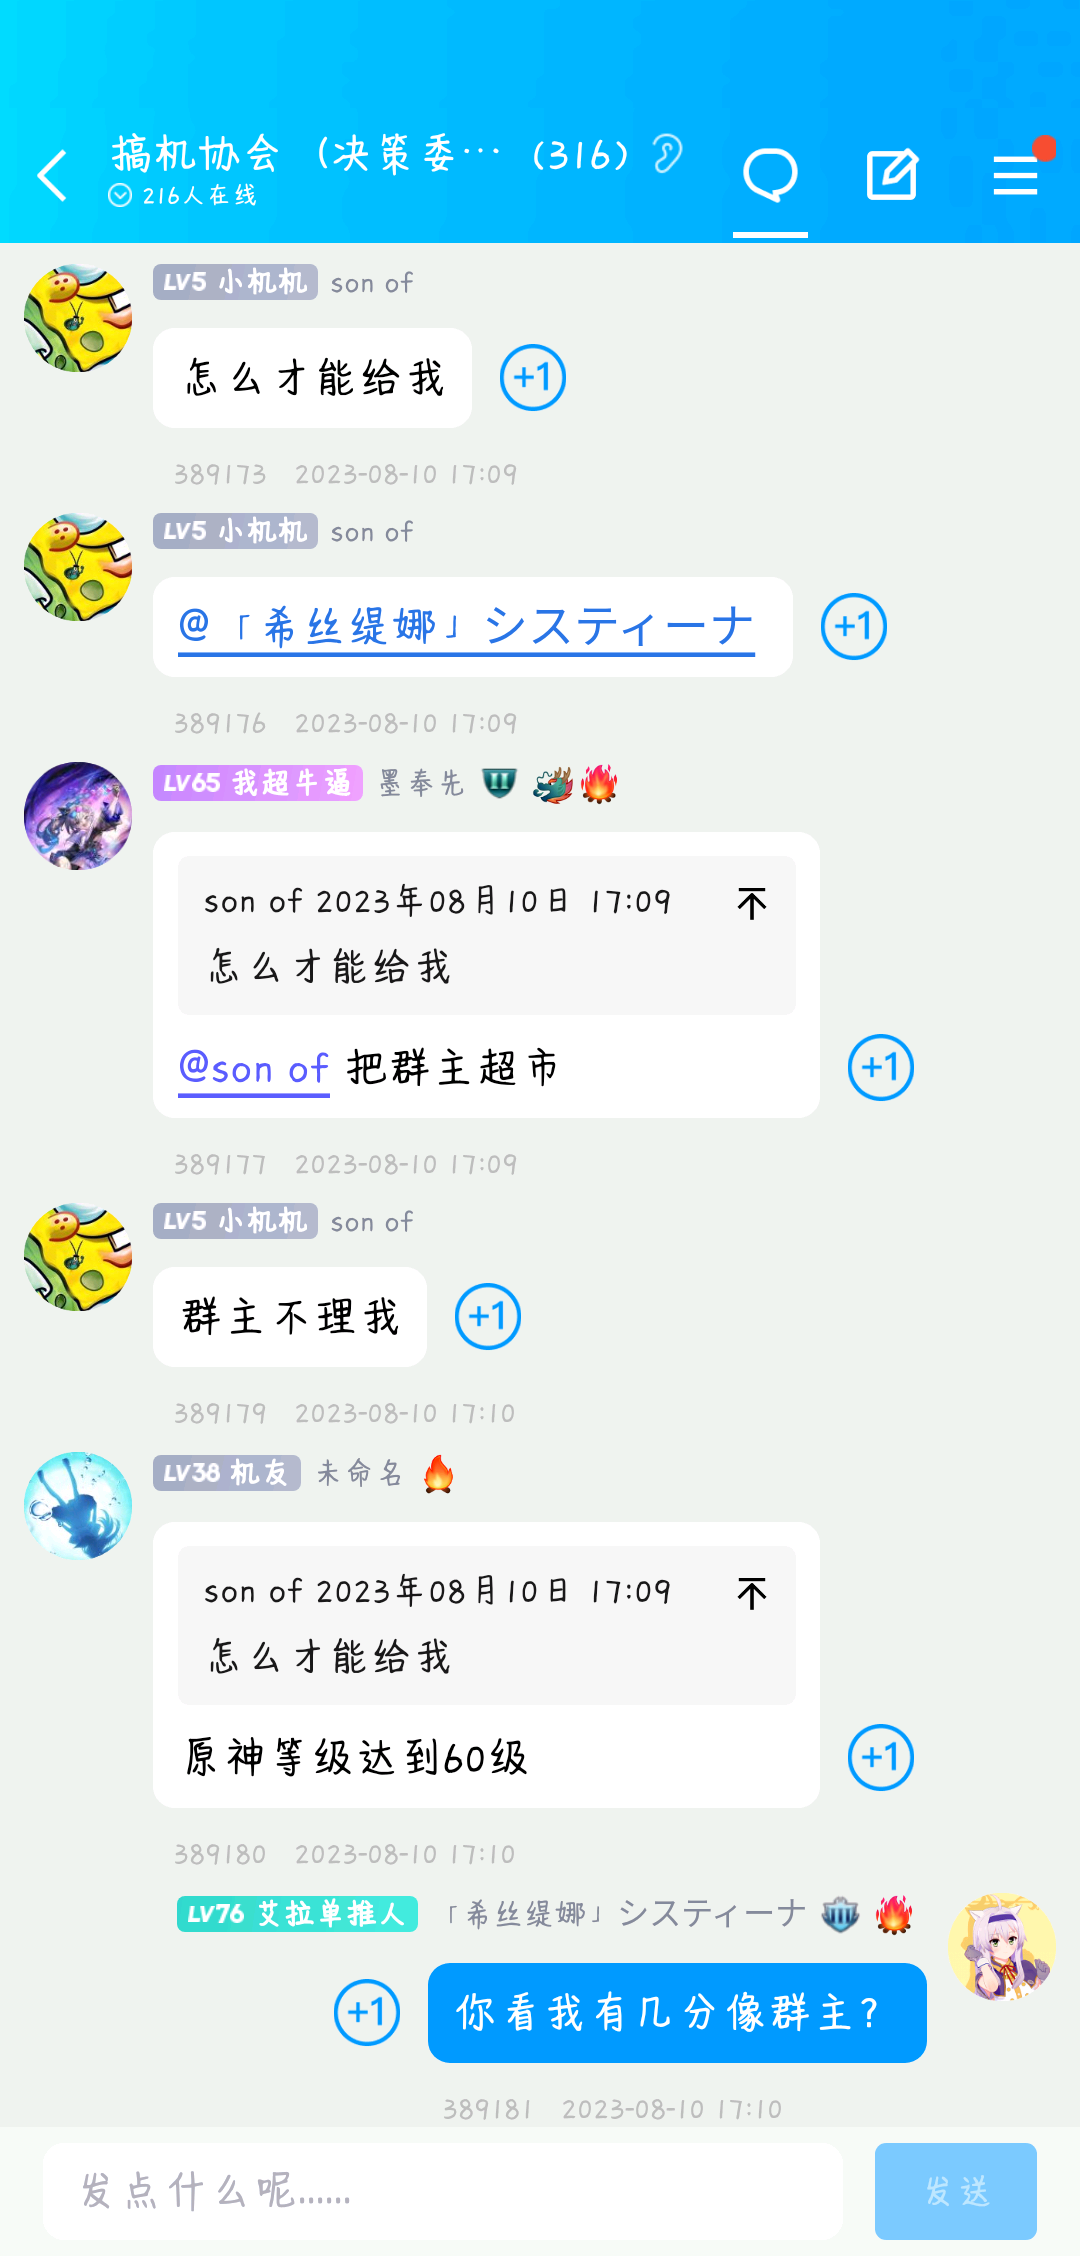 搞机协会 （决策委… (316)
216人在线
LV5 小机机 son of
怎么才能给我
+1
389173 2023-08-10 17:09
LV5 小机机 son of
@「希丝缇娜」システィーナ
+1
389176 2023-08-10 17:09
LV65 我超牛逼 墨奉先
son of 2023年08月10日 17:09
怎么才能给我
@son of 把群主超市
+1
389177 2023-08-10 17:09
LV5 小机机 son of
群主不理我
+1
389179 2023-08-10 17:10
LV38 机友 未命名
son of 2023年08月10日 17:09
怎么才能给我
原神等级达到60级
+1
389180 2023-08-10 17:10
LV76 艾拉单推人 「希丝缇娜」システィーナ
+1 你看我有几分像群主?
389181 2023-08-10 17:10
发点什么呢......
发送